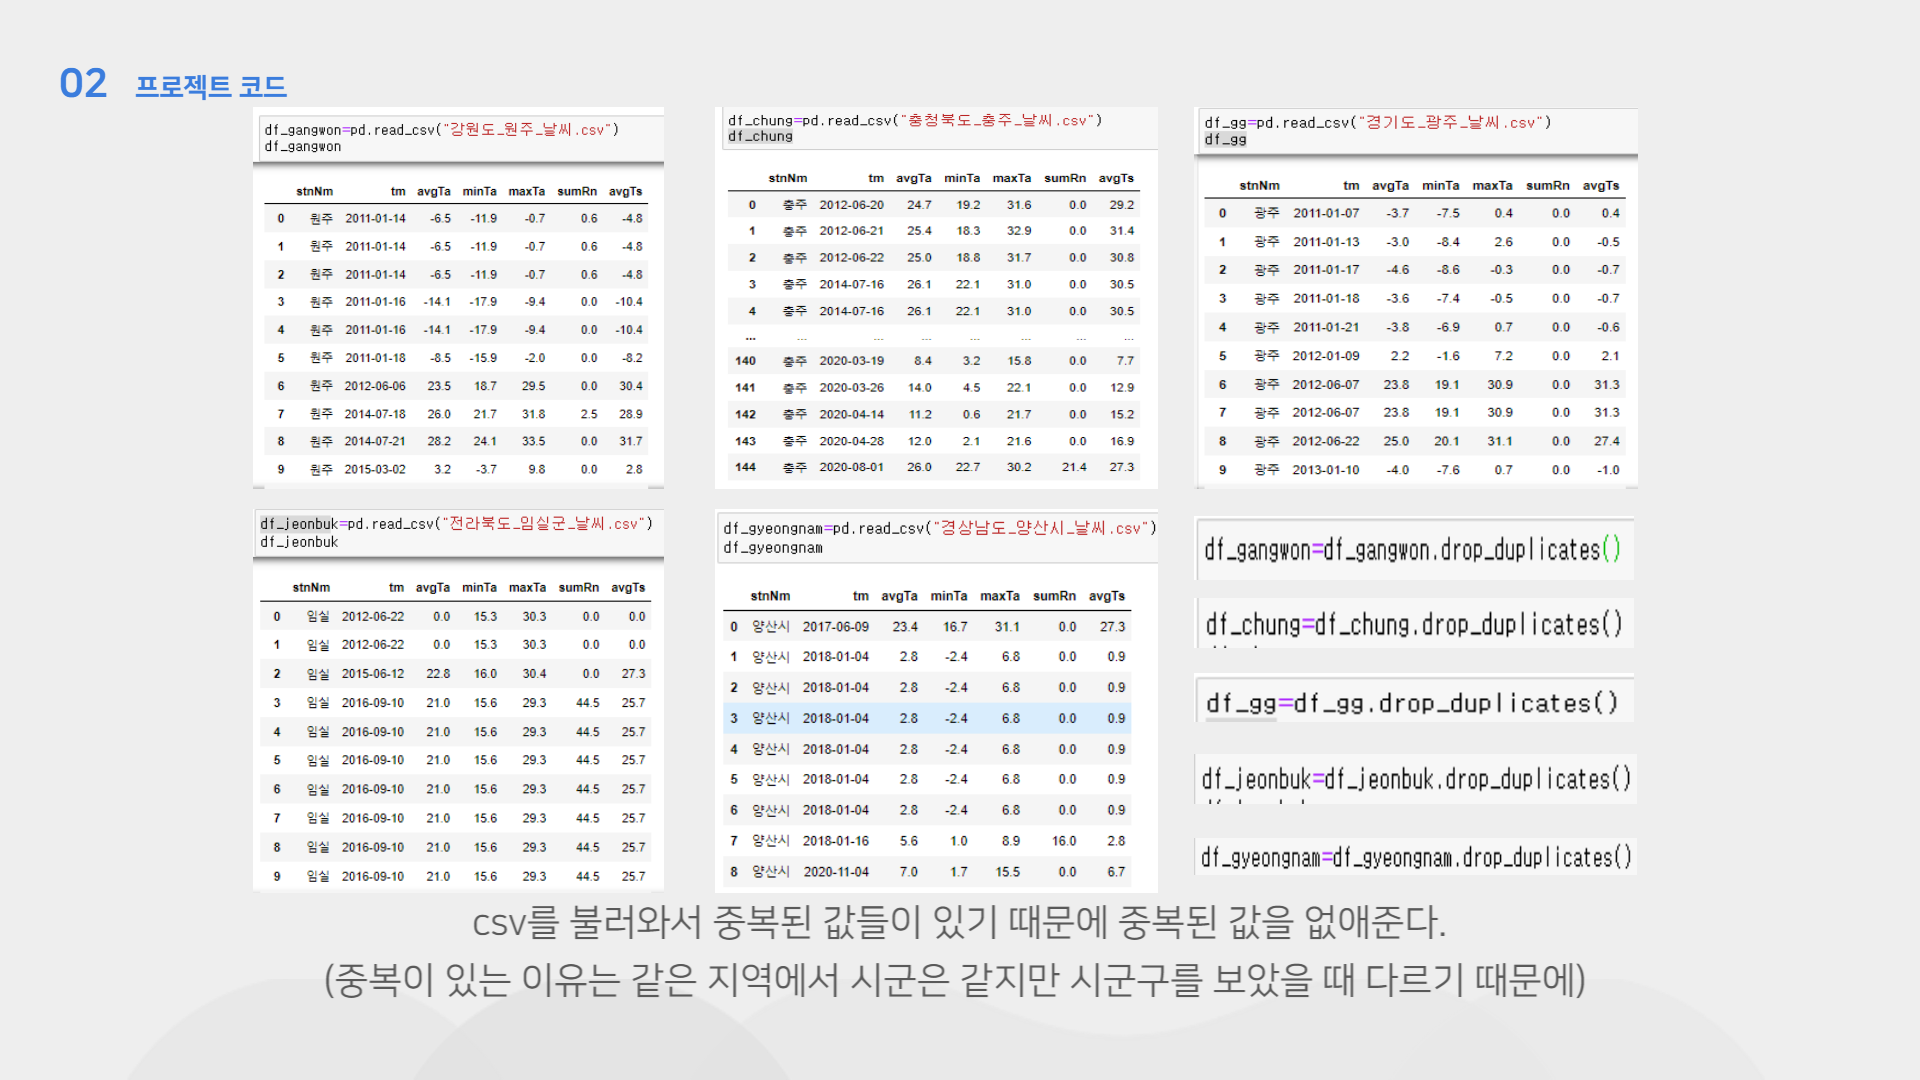 02 프로젝트 코드
df_gangwon=pd.read_csv("강원도_원주_날씨.csv")
df_gangwon
stnNm tm avgTa minTa maxTa sumRn avgTs
0 원주 2011-01-14 -6.5 -11.9 -0.7 0.6 -4.8
1 원주 2011-01-14 -6.5 -11.9 -0.7 0.6 -4.8
2 원주 2011-01-14 -6.5 -11.9 -0.7 0.6 -4.8
3 원주 2011-01-16 -14.1 -17.9 -9.4 0.0 -10.4
4 원주 2011-01-16 -14.1 -17.9 -9.4 0.0 -10.4
5 원주 2011-01-18 -8.5 -15.9 -2.0 0.0 -8.2
6 원주 2012-06-06 23.5 18.7 29.5 0.0 30.4
7 원주 2014-07-18 26.0 21.7 31.8 2.5 28.9
8 원주 2014-07-21 28.2 24.1 33.5 0.0 31.7
9 원주 2015-03-02 3.2 -3.7 9.8 0.0 2.8
df_chung=pd.read_csv("충청북도_충주_날씨.csv")
df_chung
stnNm tm avgTa minTa maxTa sumRn avgTs
0 충주 2012-06-20 24.7 19.2 31.6 0.0 29.2
1 충주 2012-06-21 25.4 18.3 32.9 0.0 31.4
2 충주 2012-06-22 25.0 18.8 31.7 0.0 30.8
3 충주 2014-07-16 26.1 22.1 31.0 0.0 30.5
4 충주 2014-07-16 26.1 22.1 31.0 0.0 30.5
... ... ... ... ... ... ... ...
140 충주 2020-03-19 8.4 3.2 15.8 0.0 7.7
141 충주 2020-03-26 14.0 4.5 22.1 0.0 12.9
142 충주 2020-04-14 11.2 0.6 21.7 0.0 15.2
143 충주 2020-04-28 12.0 2.1 21.6 0.0 16.9
144 충주 2020-08-01 26.0 22.7 30.2 21.4 27.3
df_gg=pd.read_csv("경기도_광주_날씨.csv")
df_gg
stnNm tm avgTa minTa maxTa sumRn avgTs
0 광주 2011-01-07 -3.7 -7.5 0.4 0.0 0.4
1 광주 2011-01-13 -3.0 -8.4 2.6 0.0 -0.5
2 광주 2011-01-17 -4.6 -8.6 -0.3 0.0 -0.7
3 광주 2011-01-18 -3.6 -7.4 -0.5 0.0 -0.7
4 광주 2011-01-21 -3.8 -6.9 0.7 0.0 -0.6
5 광주 2012-01-09 2.2 -1.6 7.2 0.0 2.1
6 광주 2012-06-07 23.8 19.1 30.9 0.0 31.3
7 광주 2012-06-07 23.8 19.1 30.9 0.0 31.3
8 광주 2012-06-22 25.0 20.1 31.1 0.0 27.4
9 광주 2013-01-10 -4.0 -7.6 0.7 0.0 -1.0
df_jeonbuk=pd.read_csv("전라북도_임실군_날씨.csv")
df_jeonbuk
stnNm tm avgTa minTa maxTa sumRn avgTs
0 임실 2012-06-22 0.0 15.3 30.3 0.0 0.0
1 임실 2012-06-22 0.0 15.3 30.3 0.0 0.0
2 임실 2015-06-12 22.8 16.0 30.4 0.0 27.3
3 임실 2016-09-10 21.0 15.6 29.3 44.5 25.7
4 임실 2016-09-10 21.0 15.6 29.3 44.5 25.7
5 임실 2016-09-10 21.0 15.6 29.3 44.5 25.7
6 임실 2016-09-10 21.0 15.6 29.3 44.5 25.7
7 임실 2016-09-10 21.0 15.6 29.3 44.5 25.7
8 임실 2016-09-10 21.0 15.6 29.3 44.5 25.7
9 임실 2016-09-10 21.0 15.6 29.3 44.5 25.7
df_gyeongnam=pd.read_csv("경상남도_양산시_날씨.csv")
df_gyeongnam
stnNm tm avgTa minTa maxTa sumRn avgTs
0 양산시 2017-06-09 23.4 16.7 31.1 0.0 27.3
1 양산시 2018-01-04 2.8 -2.4 6.8 0.0 0.9
2 양산시 2018-01-04 2.8 -2.4 6.8 0.0 0.9
3 양산시 2018-01-04 2.8 -2.4 6.8 0.0 0.9
4 양산시 2018-01-04 2.8 -2.4 6.8 0.0 0.9
5 양산시 2018-01-04 2.8 -2.4 6.8 0.0 0.9
6 양산시 2018-01-04 2.8 -2.4 6.8 0.0 0.9
7 양산시 2018-01-16 5.6 1.0 8.9 16.0 2.8
8 양산시 2020-11-04 7.0 1.7 15.5 0.0 6.7
df_gangwon=df_gangwon.drop_duplicates()
df_chung=df_chung.drop_duplicates()
df_gg=df_gg.drop_duplicates()
df_jeonbuk=df_jeonbuk.drop_duplicates()
df_gyeongnam=df_gyeongnam.drop_duplicates()
csv를 불러와서 중복된 값들이 있기 때문에 중복된 값을 없애준다.
(중복이 있는 이유는 같은 지역에서 시군은 같지만 시군구를 보았을 때 다르기 때문에)